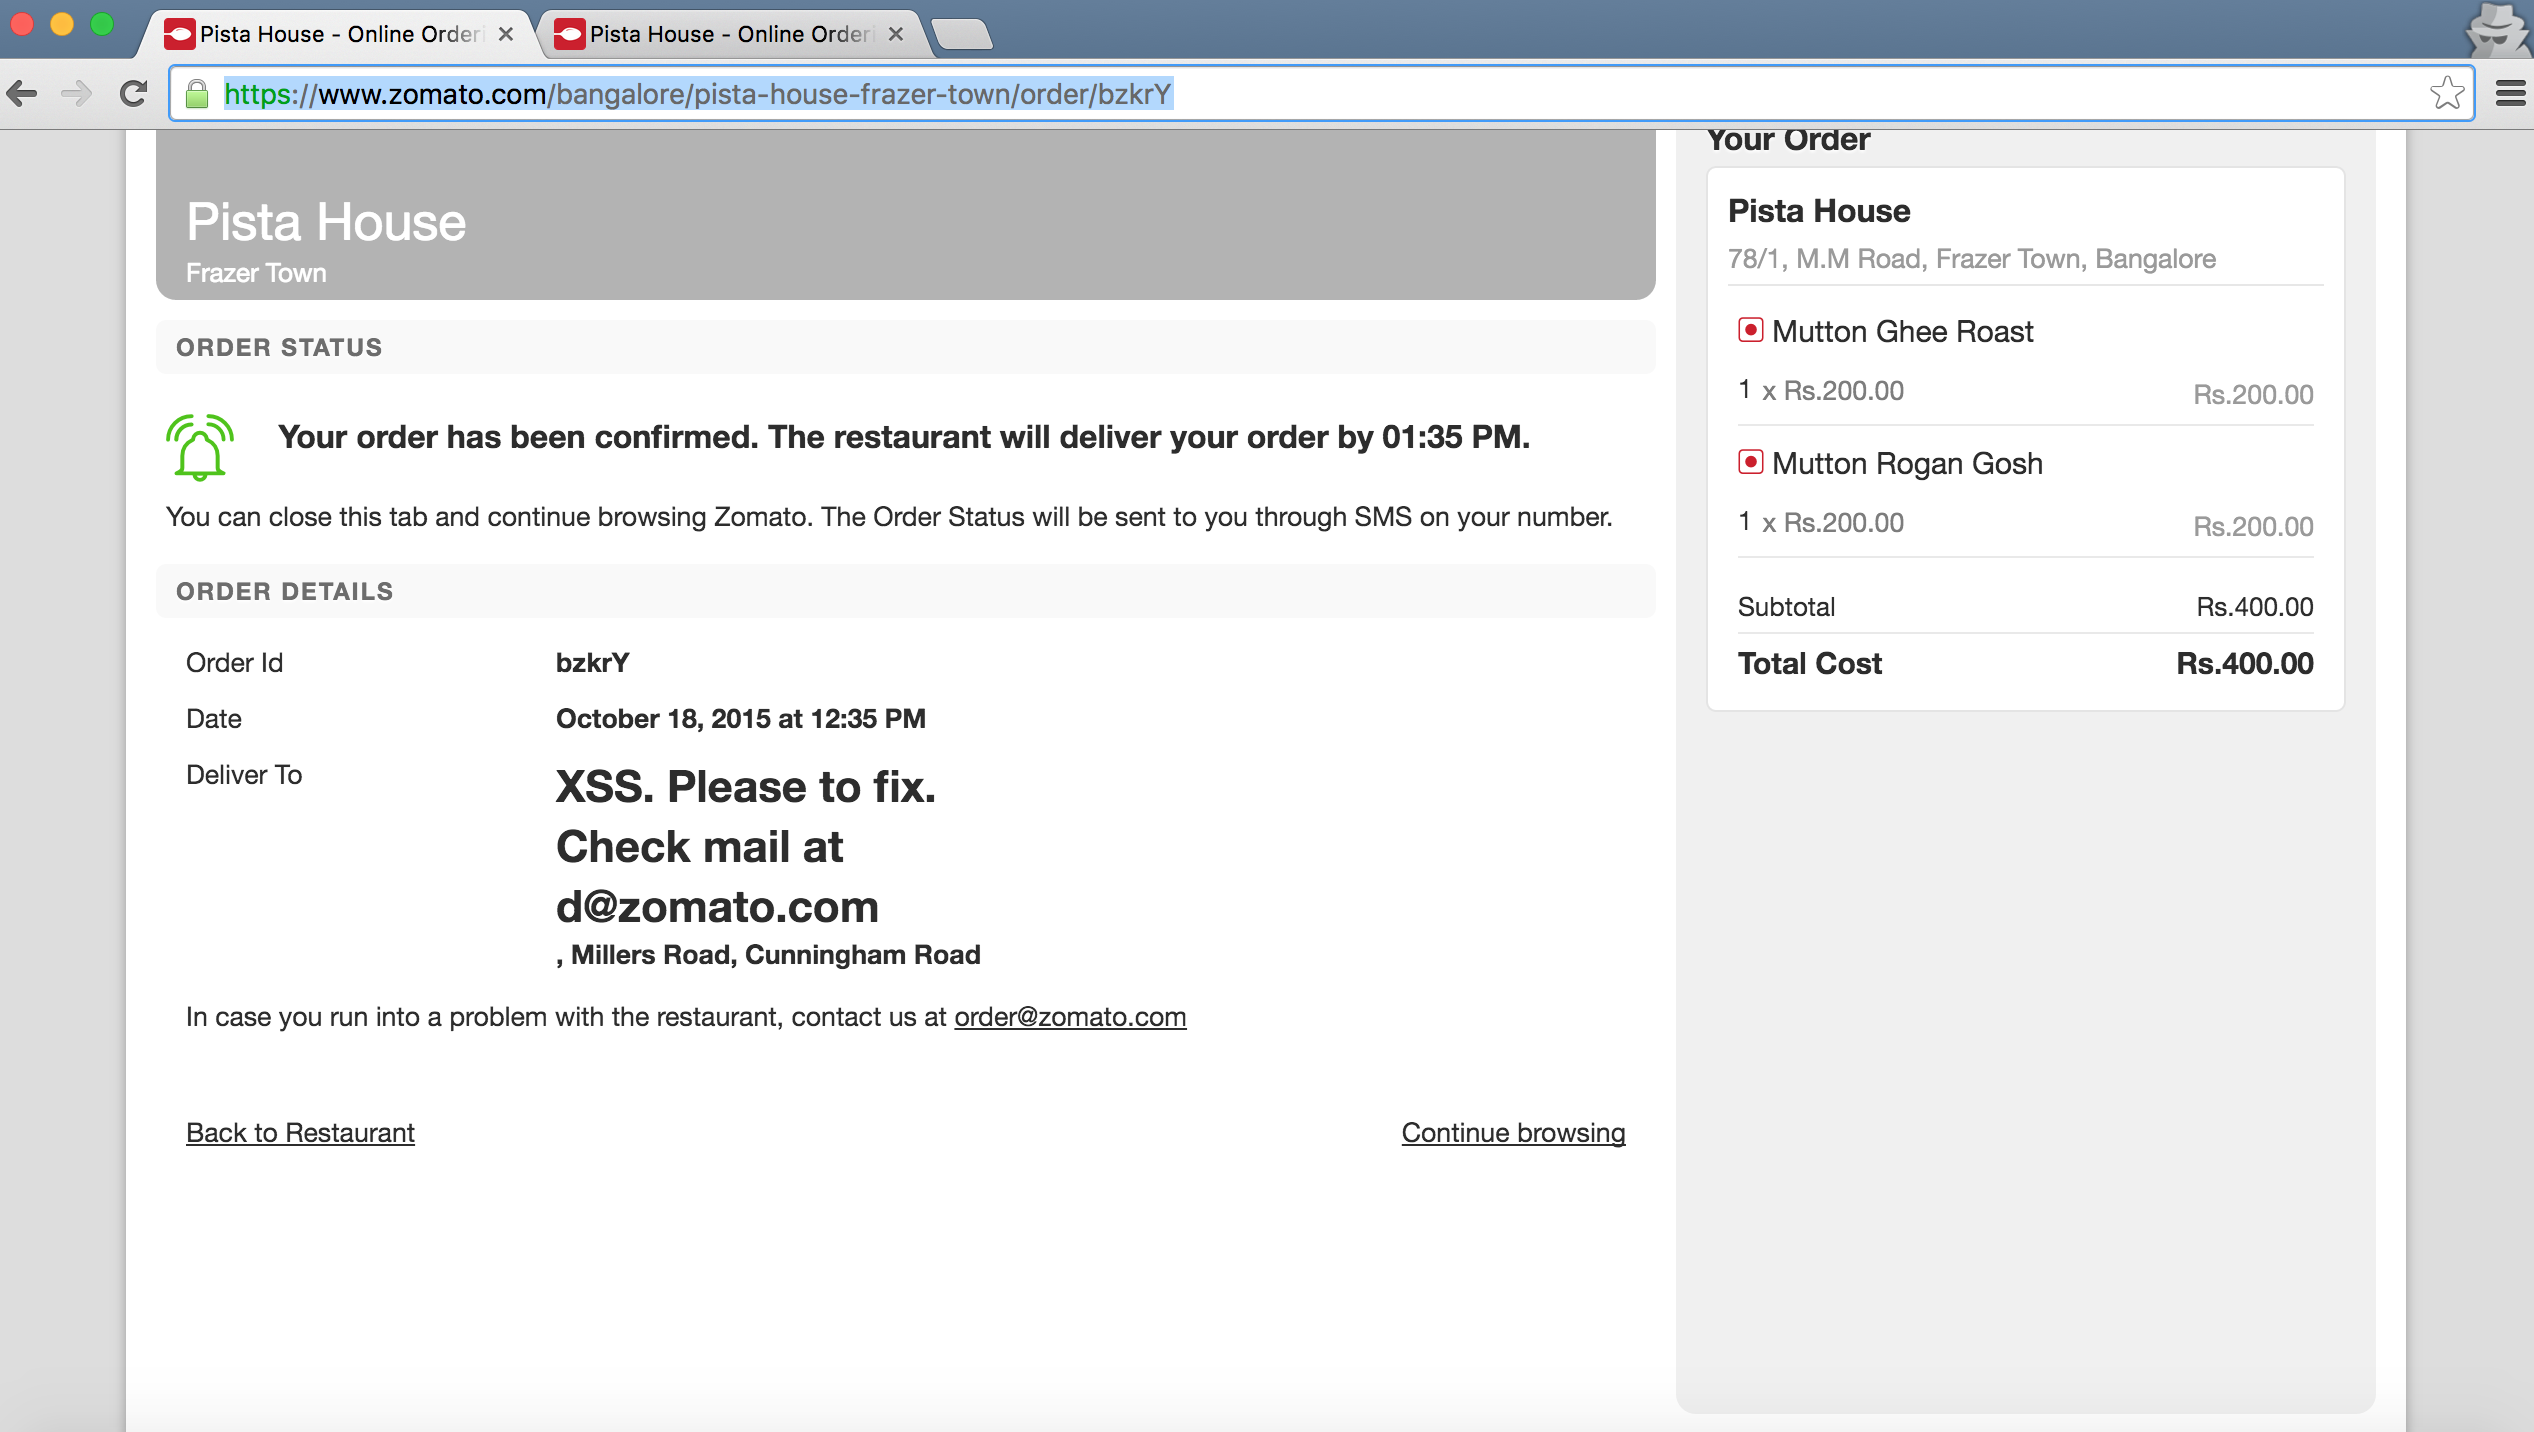 Pista House - Online Orderi
Pista House - Online Orderi
https://www.zomato.com/bangalore/pista-house-frazer-town/order/bzkrY
Pista House
Frazer Town
ORDER STATUS
Your order has been confirmed. The restaurant will deliver your order by 01:35 PM.
You can close this tab and continue browsing Zomato. The Order Status will be sent to you through SMS on your number.
ORDER DETAILS
Order Id bzkrY
Date October 18, 2015 at 12:35 PM
Deliver To XSS. Please to fix.
Check mail at
d@zomato.com
, Millers Road, Cunningham Road
In case you run into a problem with the restaurant, contact us at order@zomato.com
Back to Restaurant Continue browsing
Your Order
Pista House
78/1, M.M Road, Frazer Town, Bangalore
Mutton Ghee Roast
1 x Rs.200.00 Rs.200.00
Mutton Rogan Gosh
1 x Rs.200.00 Rs.200.00
Subtotal Rs.400.00
Total Cost Rs.400.00